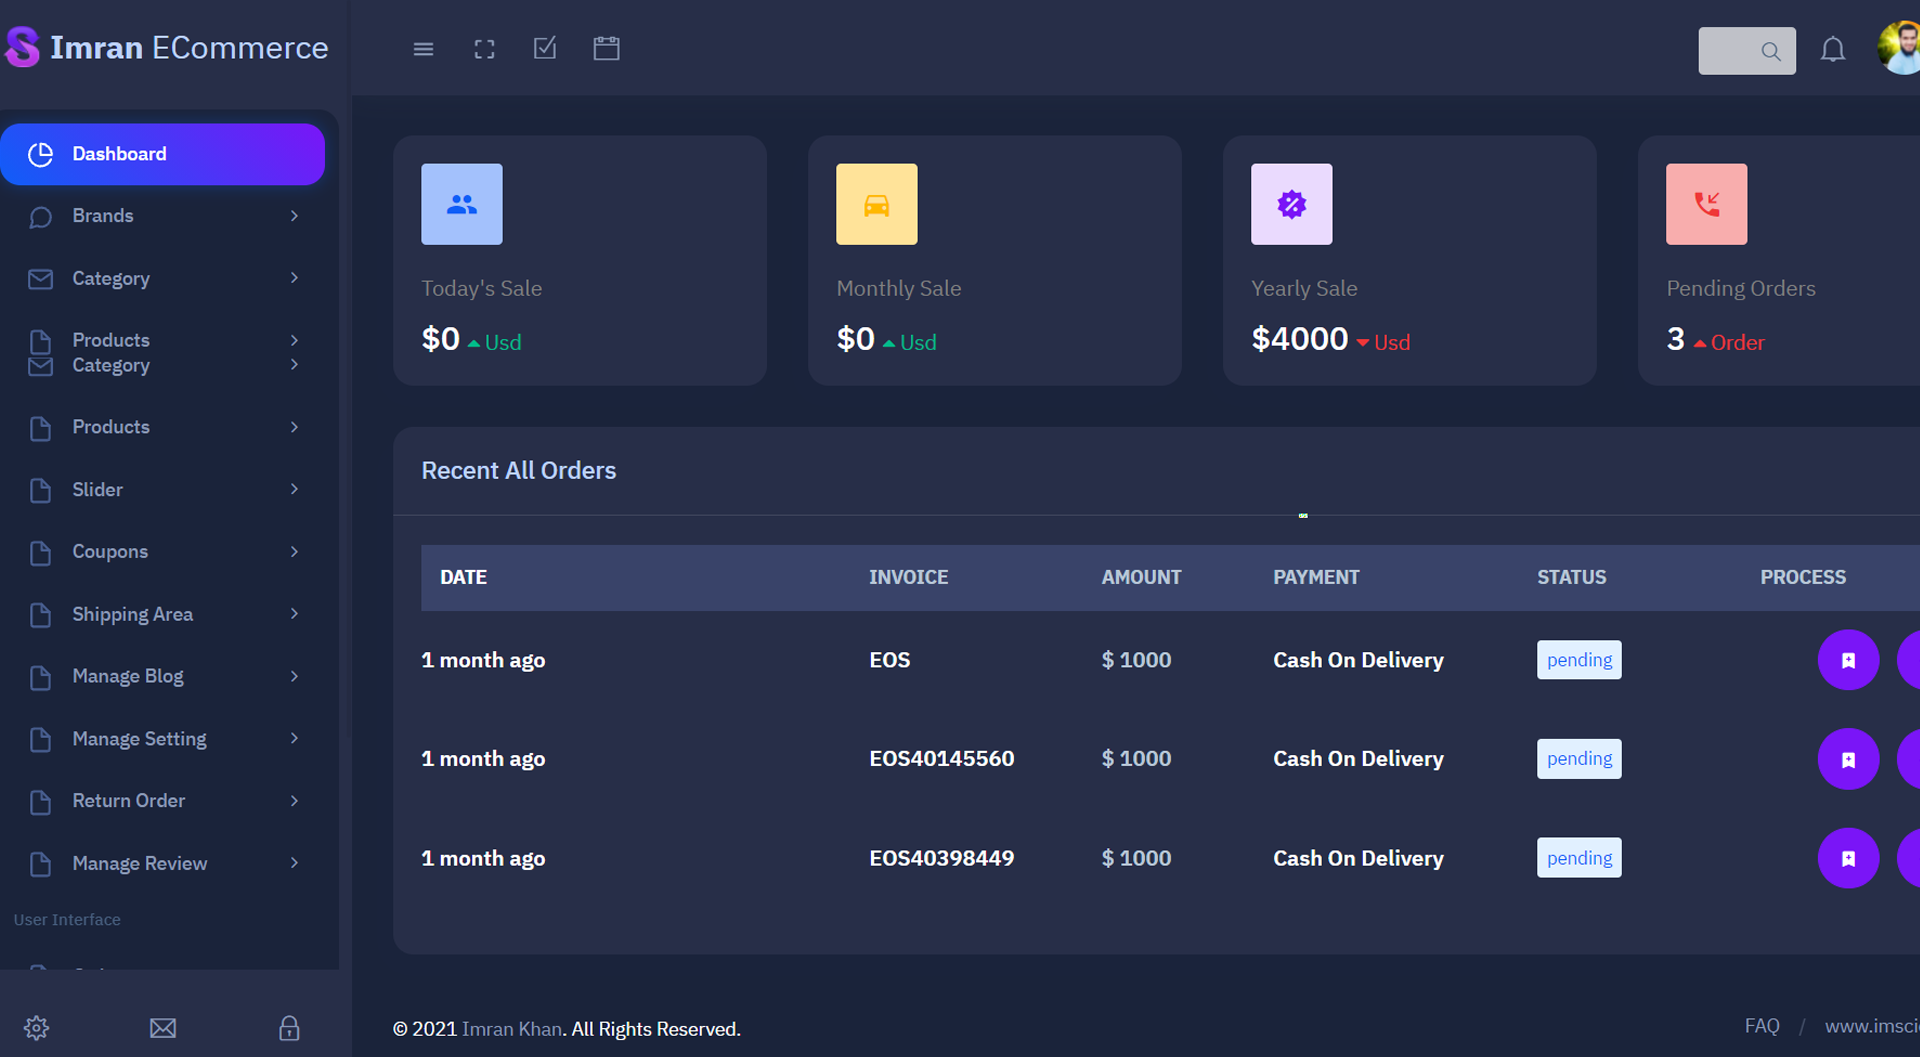 Imran ECommerce
Dashboard
Brands
Category
Products
Category
Products
Slider
Coupons
Shipping Area
Manage Blog
Manage Setting
Return Order
Manage Review
User Interface
Today's Sale
$0 Usd
Monthly Sale
$0 Usd
Yearly Sale
$4000 Usd
Pending Orders
3 Order
Recent All Orders
DATE INVOICE AMOUNT PAYMENT STATUS PROCESS
1 month ago EOS $ 1000 Cash On Delivery pending
1 month ago EOS40145560 $ 1000 Cash On Delivery pending
1 month ago EOS40398449 $ 1000 Cash On Delivery pending
© 2021 Imran Khan. All Rights Reserved.
FAQ / www.imsci